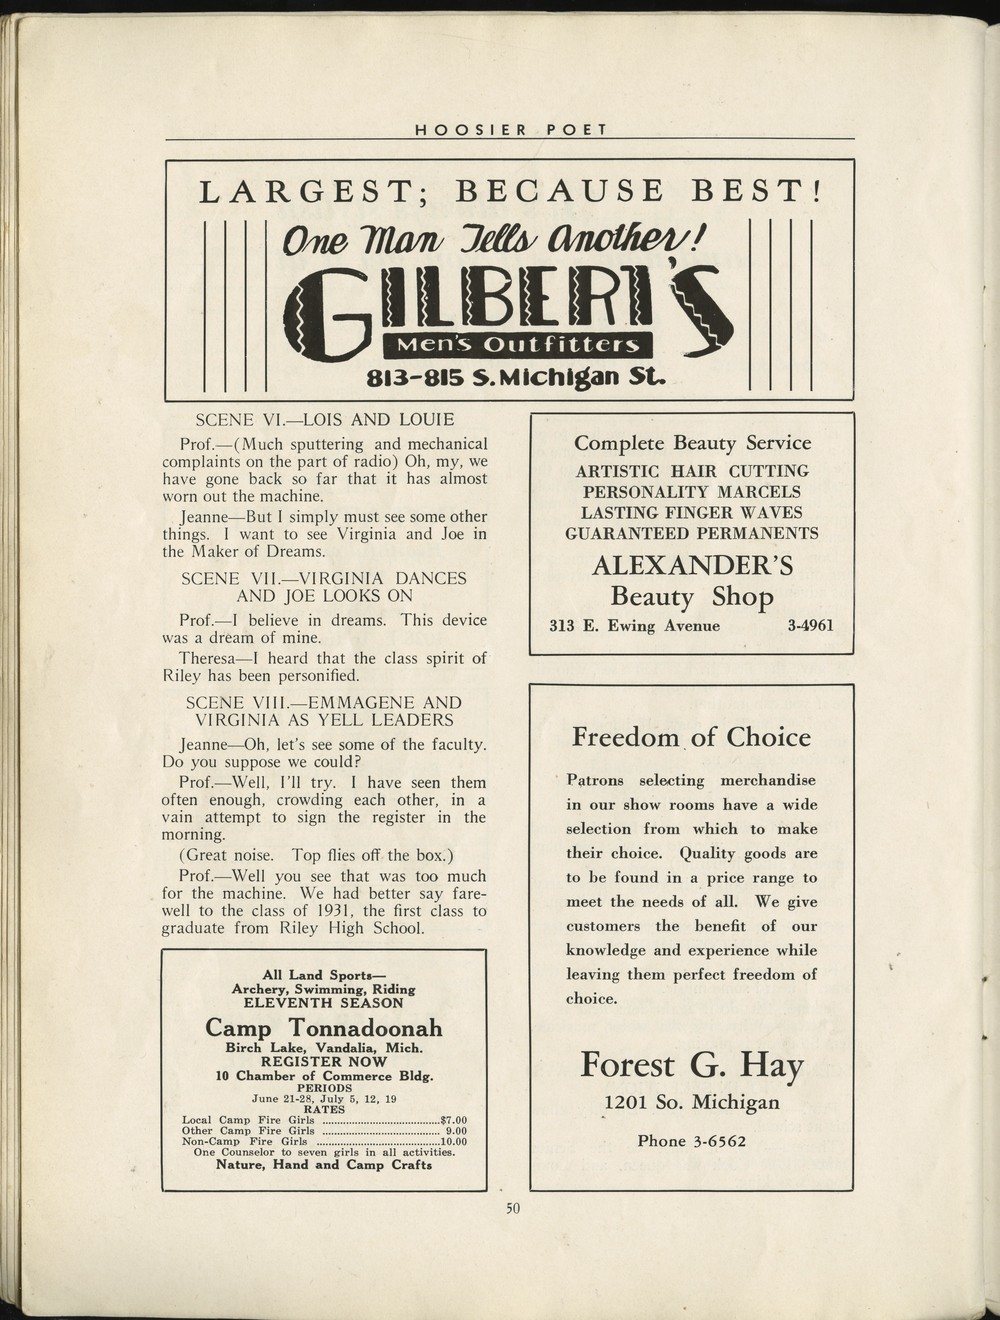 HOOSIER POET
LARGEST; BECAUSE BEST!
One Man Tells Another!
GILBERT'S
Men's Outfitters
813-815 S. Michigan St.
SCENE VI.—LOIS AND LOUIE
Prof.—(Much sputtering and mechanical
complaints on the part of radio) Oh, my, we
have gone back so far that it has almost
worn out the machine.
Jeanne—But I simply must see some other
things. I want to see Virginia and Joe in
the Maker of Dreams.
SCENE VII.—VIRGINIA DANCES
AND JOE LOOKS ON
Prof.—I believe in dreams. This device
was a dream of mine.
Theresa—I heard that the class spirit of
Riley has been personified.
SCENE VIII.—EMMAGENE AND
VIRGINIA AS YELL LEADERS
Jeanne—Oh, let's see some of the faculty.
Do you suppose we could?
Prof.—Well, I'll try. I have seen them
often enough, crowding each other, in a
vain attempt to sign the register in the
morning.
(Great noise. Top flies off the box.)
Prof.—Well you see that was too much
for the machine. We had better say fare-
well to the class of 1931, the first class to
graduate from Riley High School.
All Land Sports—
Archery, Swimming, Riding
ELEVENTH SEASON
Camp Tonnadoonah
Birch Lake, Vandalia, Mich.
REGISTER NOW
10 Chamber of Commerce Bldg.
PERIODS
June 21-28, July 5, 12, 19
RATES
Local Camp Fire Girls ........................................$7.00
Other Camp Fire Girls ........................................ 9.00
Non-Camp Fire Girls ..........................................10.00
One Counselor to seven girls in all activities.
Nature, Hand and Camp Crafts
Complete Beauty Service
ARTISTIC HAIR CUTTING
PERSONALITY MARCELS
LASTING FINGER WAVES
GUARANTEED PERMANENTS
ALEXANDER'S
Beauty Shop
313 E. Ewing Avenue 3-4961
Freedom of Choice
Patrons selecting merchandise
in our show rooms have a wide
selection from which to make
their choice. Quality goods are
to be found in a price range to
meet the needs of all. We give
customers the benefit of our
knowledge and experience while
leaving them perfect freedom of
choice.
Forest G. Hay
1201 So. Michigan
Phone 3-6562
50